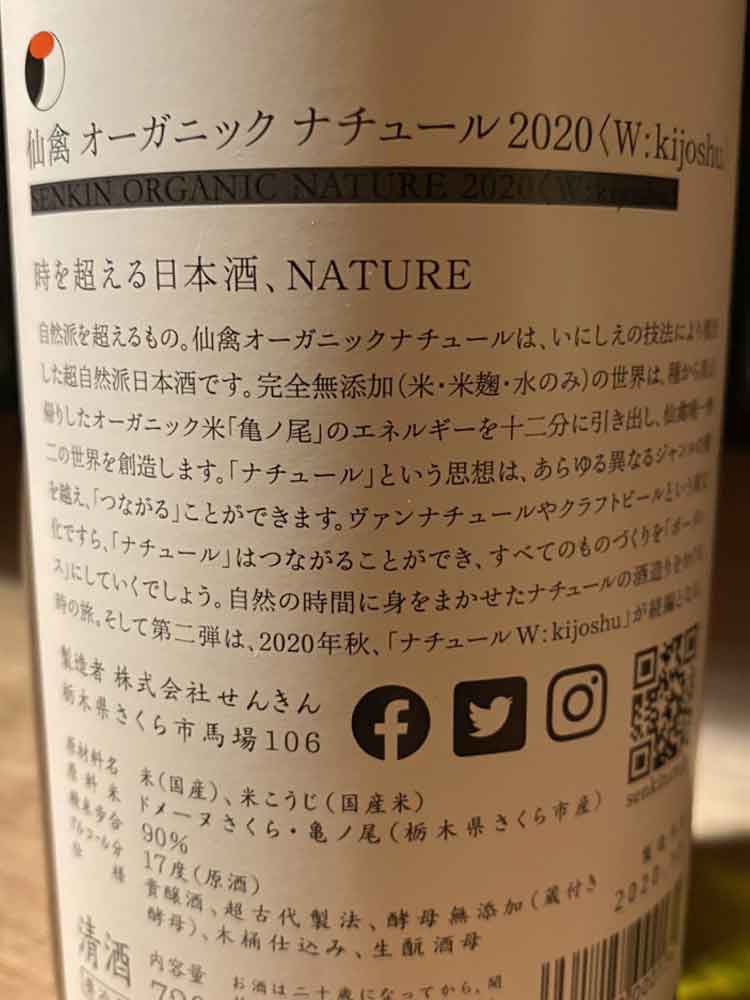 仙禽 オーガニック ナチュール 2020〈W:kijoshu
SENKIN ORGANIC NATURE 2020〈W:kijoshu
時を超える日本酒、NATURE
自然派を超えるもの。仙禽オーガニックナチュールは、いにしえの技法により
した超自然派日本酒です。完全無添加(米・米麹・水のみ)の世界は、種から
帰りしたオーガニック米「亀ノ尾」のエネルギーを十二分に引き出し、仙禽唯一無
二の世界を創造します。「ナチュール」という思想は、あらゆる異なるジャンルの
を越え、「つながる」ことができます。ヴァンナチュールやクラフトビールという
化ですら、「ナチュール」はつながることができ、すべてのものづくりを「ボーダレ
ス」にしていくでしょう。自然の時間に身をまかせたナチュールの酒造り
時の旅。そして第二弾は、2020年秋、「ナチュールW:kijoshu」が続編となる。
製造者 株式会社せんきん
栃木県さくら市馬場106
原材料名 米(国産)、米こうじ(国産米)
原料米 ドメーヌさくら・亀ノ尾(栃木県さくら市産)
精米歩合 90%
アルコール分 17度(原酒)
仕様 貴醸酒、超古代製法、酵母無添加(蔵付き
酵母)、木桶仕込み、生酛酒母
2020.
清酒 内容量
お酒は二十歳になってから。